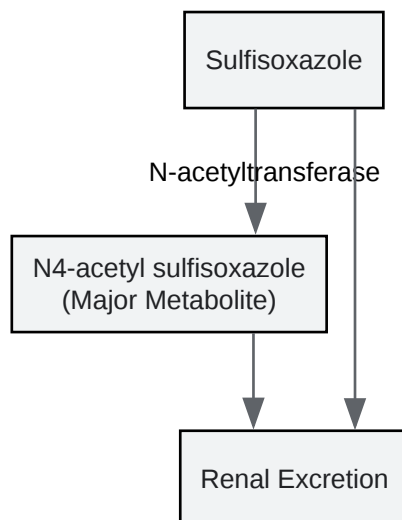 Sulfisoxazole
N-acetyltransferase
N4-acetyl sulfisoxazole
(Major Metabolite)
Renal Excretion